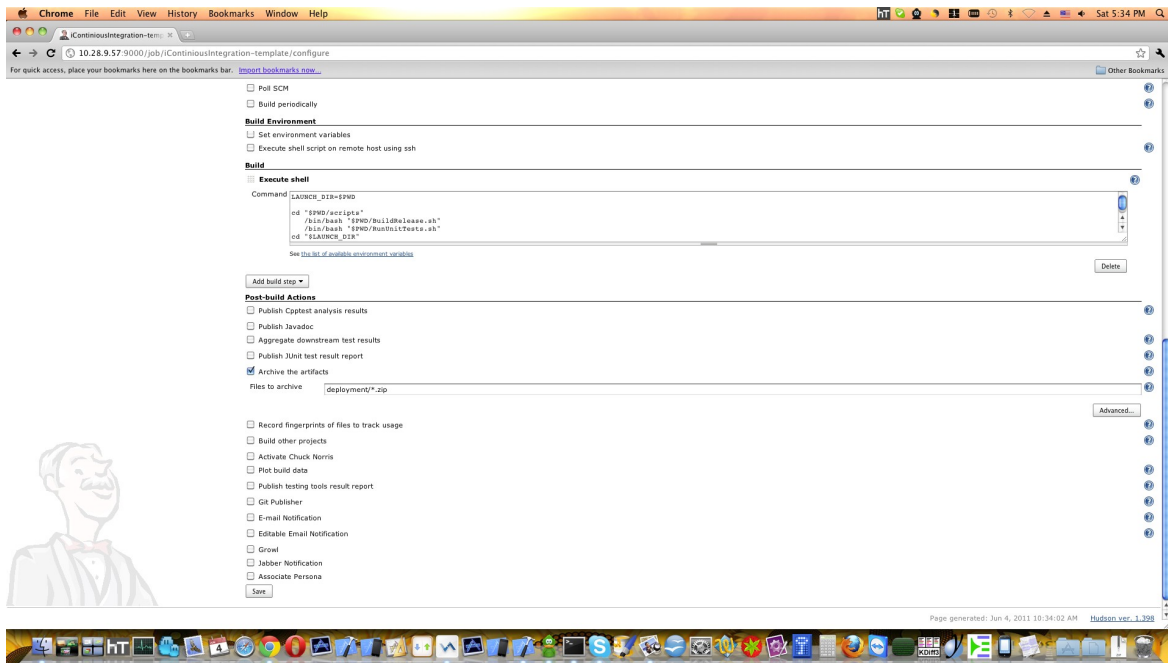 Chrome File Edit View History Bookmarks Window Help
Sat 5:34 PM
iContiniousIntegration-temp
10.28.9.57:9000/job/iContiniousIntegration-template/configure
For quick access, place your bookmarks here on the bookmarks bar. Import bookmarks now...
Other Bookmarks
Poll SCM
Build periodically
Build Environment
Set environment variables
Execute shell script on remote host using ssh
Build
Execute shell
Command
LAUNCH_DIR=$PWD
cd "$PWD/scripts"
/bin/bash "$PWD/BuildRelease.sh"
/bin/bash "$PWD/RunUnitTests.sh"
cd "$LAUNCH_DIR"
See the list of available environment variables
Delete
Add build step
Post-build Actions
Publish Cpptest analysis results
Publish Javadoc
Aggregate downstream test results
Publish JUnit test result report
Archive the artifacts
Files to archive deployment/*.zip
Advanced...
Record fingerprints of files to track usage
Build other projects
Activate Chuck Norris
Plot build data
Publish testing tools result report
Git Publisher
E-mail Notification
Editable Email Notification
Growl
Jabber Notification
Associate Persona
Save
Page generated: Jun 4, 2011 10:34:02 AM Hudson ver. 1.398